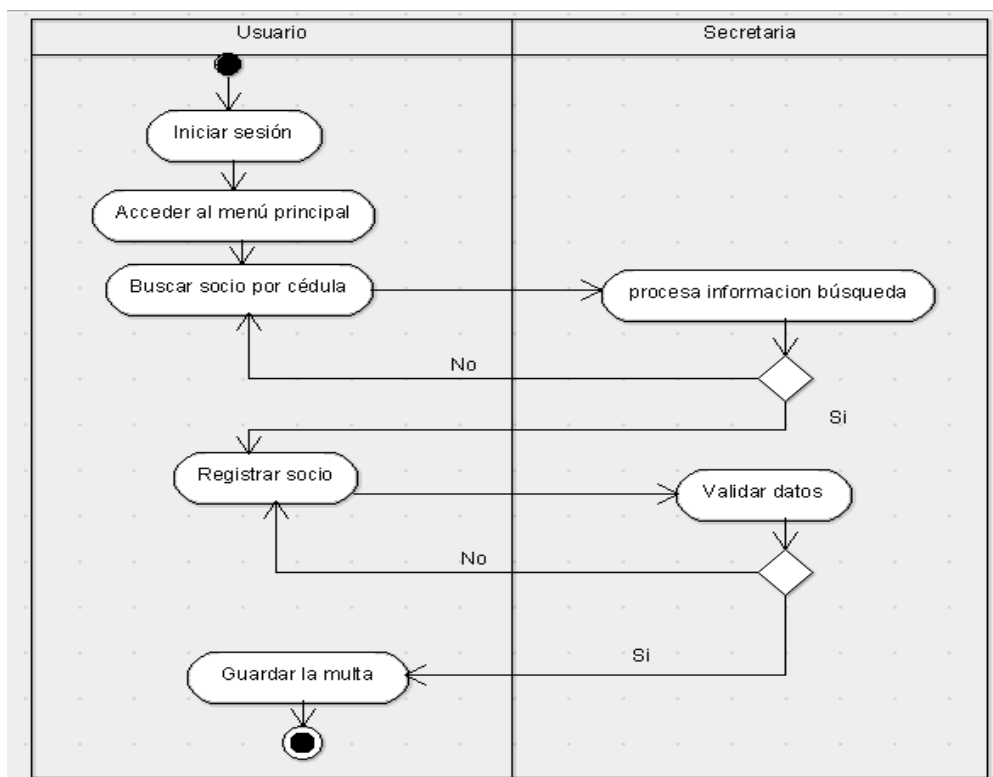 Usuario
Secretaria
Iniciar sesión
Acceder al menú principal
Buscar socio por cédula
procesa informacion búsqueda
No
Si
Registrar socio
Validar datos
No
Si
Guardar la multa